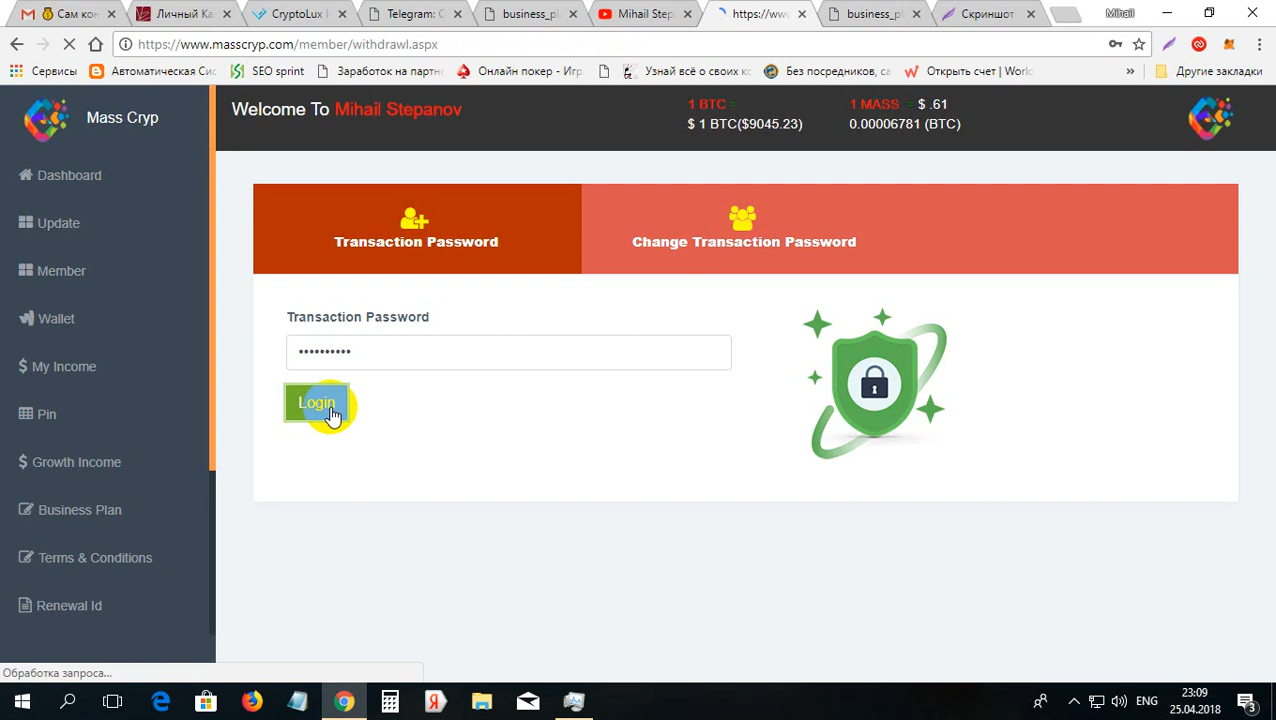 Сам кон
Личный Ка
CryptoLux I
Telegram: C
business_pl
Mihail Step
https://ww
business_pl
Скриншот
Mihail
https://www.masscryp.com/member/withdrawl.aspx
Сервисы
Автоматическая Сис
SEO sprint
Заработок на партн
Онлайн покер - Игра
Узнай всё о своих ко
Без посредников, са
Открыть счет | Worl
»
Другие закладки
Mass Cryp
Welcome To Mihail Stepanov
1 BTC =
$ 1 BTC($9045.23)
1 MASS = $ .61
0.00006781 (BTC)
Dashboard
Update
Member
Wallet
$ My Income
Pin
$ Growth Income
Business Plan
Terms & Conditions
Renewal Id
Transaction Password
Change Transaction Password
Transaction Password
••••••••••
Login
Обработка запроса...
ENG
23:09
25.04.2018
3